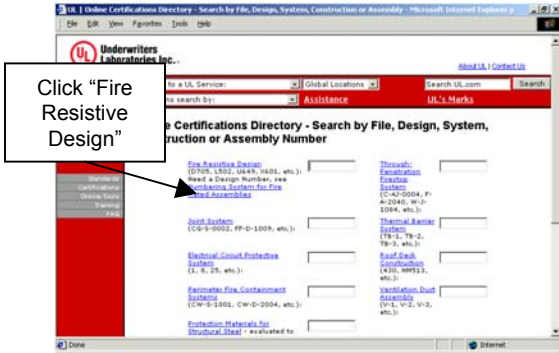 UL | Online Certifications Directory - Search by File, Design, System, Construction or Assembly - Microsoft Internet Explorer p
File Edit View Favorites Tools Help
UL
Underwriters
Laboratories Inc.
About UL | Contact Us
to a UL Service:
Global Locations
Search UL.com
Search
ns search by:
Assistance
UL's Marks
Click "Fire
Resistive
Design"
e Certifications Directory - Search by File, Design, System,
truction or Assembly Number
Standards
Certifications
Online Tools
Training
FAQ
Fire Resistive Design
(D705, L502, U649, X601, etc.):
Need a Design Number, see
Numbering System for Fire
Rated Assemblies
Through-
Penetration
Firestop
System
(C-AJ-0004, F-
A-2040, W-J-
1084, etc.):
Joint System
(CG-S-0002, FF-D-1009, etc.):
Thermal Barrier
System
(TB-1, TB-2,
TB-3, etc.):
Electrical Circuit Protective
System
(1, 8, 25, etc.):
Roof Deck
Construction
(430, NM513,
etc.):
Perimeter Fire Containment
Systems
(CW-S-1001, CW-D-2004, etc.):
Ventilation Duct
Assembly
(V-1, V-2, V-3,
etc.):
Protection Materials for
Structural Steel - evaluated to
Done
Internet